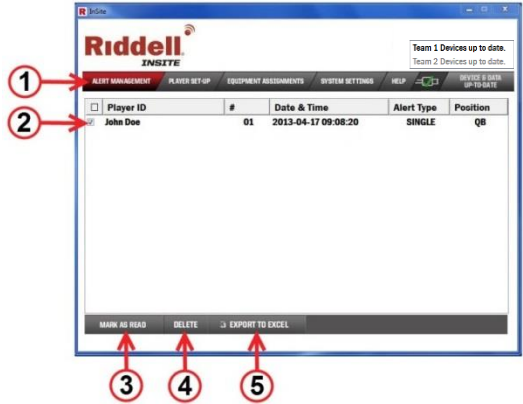 R InSite
Riddell
INSITE
Team 1 Devices up to date.
Team 2 Devices up to date.
1
ALERT MANAGEMENT PLAYER SET-UP EQUIPMENT ASSIGNMENTS SYSTEM SETTINGS HELP DEVICE & DATA
UP-TO-DATE
Player ID # Date & Time Alert Type Position
2
John Doe 01 2013-04-17 09:08:20 SINGLE QB
MARK AS READ DELETE EXPORT TO EXCEL
3 4 5